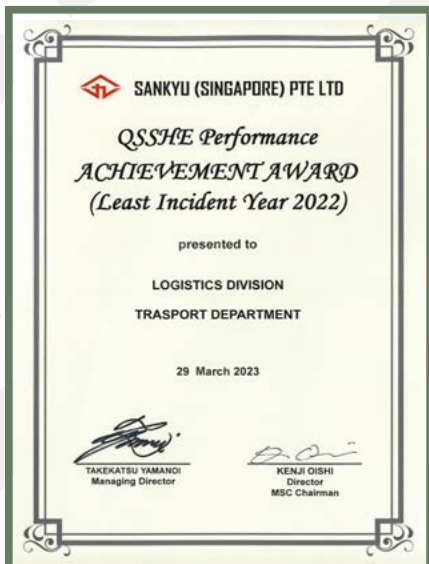 SANKYU (SINGAPORE) PTE LTD
QSSHE Performance
ACHIEVEMENT AWARD
(Least Incident Year 2022)
presented to
LOGISTICS DIVISION
TRASPORT DEPARTMENT
29 March 2023
TAKEKATSU YAMANOI
Managing Director
KENJI OISHI
Director
MSC Chairman